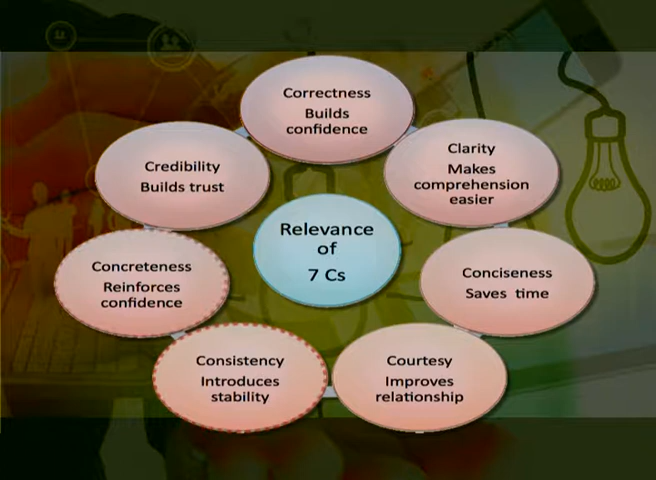 Correctness
Builds
confidence
Clarity
Makes
comprehension
easier
Conciseness
Saves time
Courtesy
Improves
relationship
Consistency
Introduces
stability
Concreteness
Reinforces
confidence
Credibility
Builds trust
Relevance
of
7 Cs